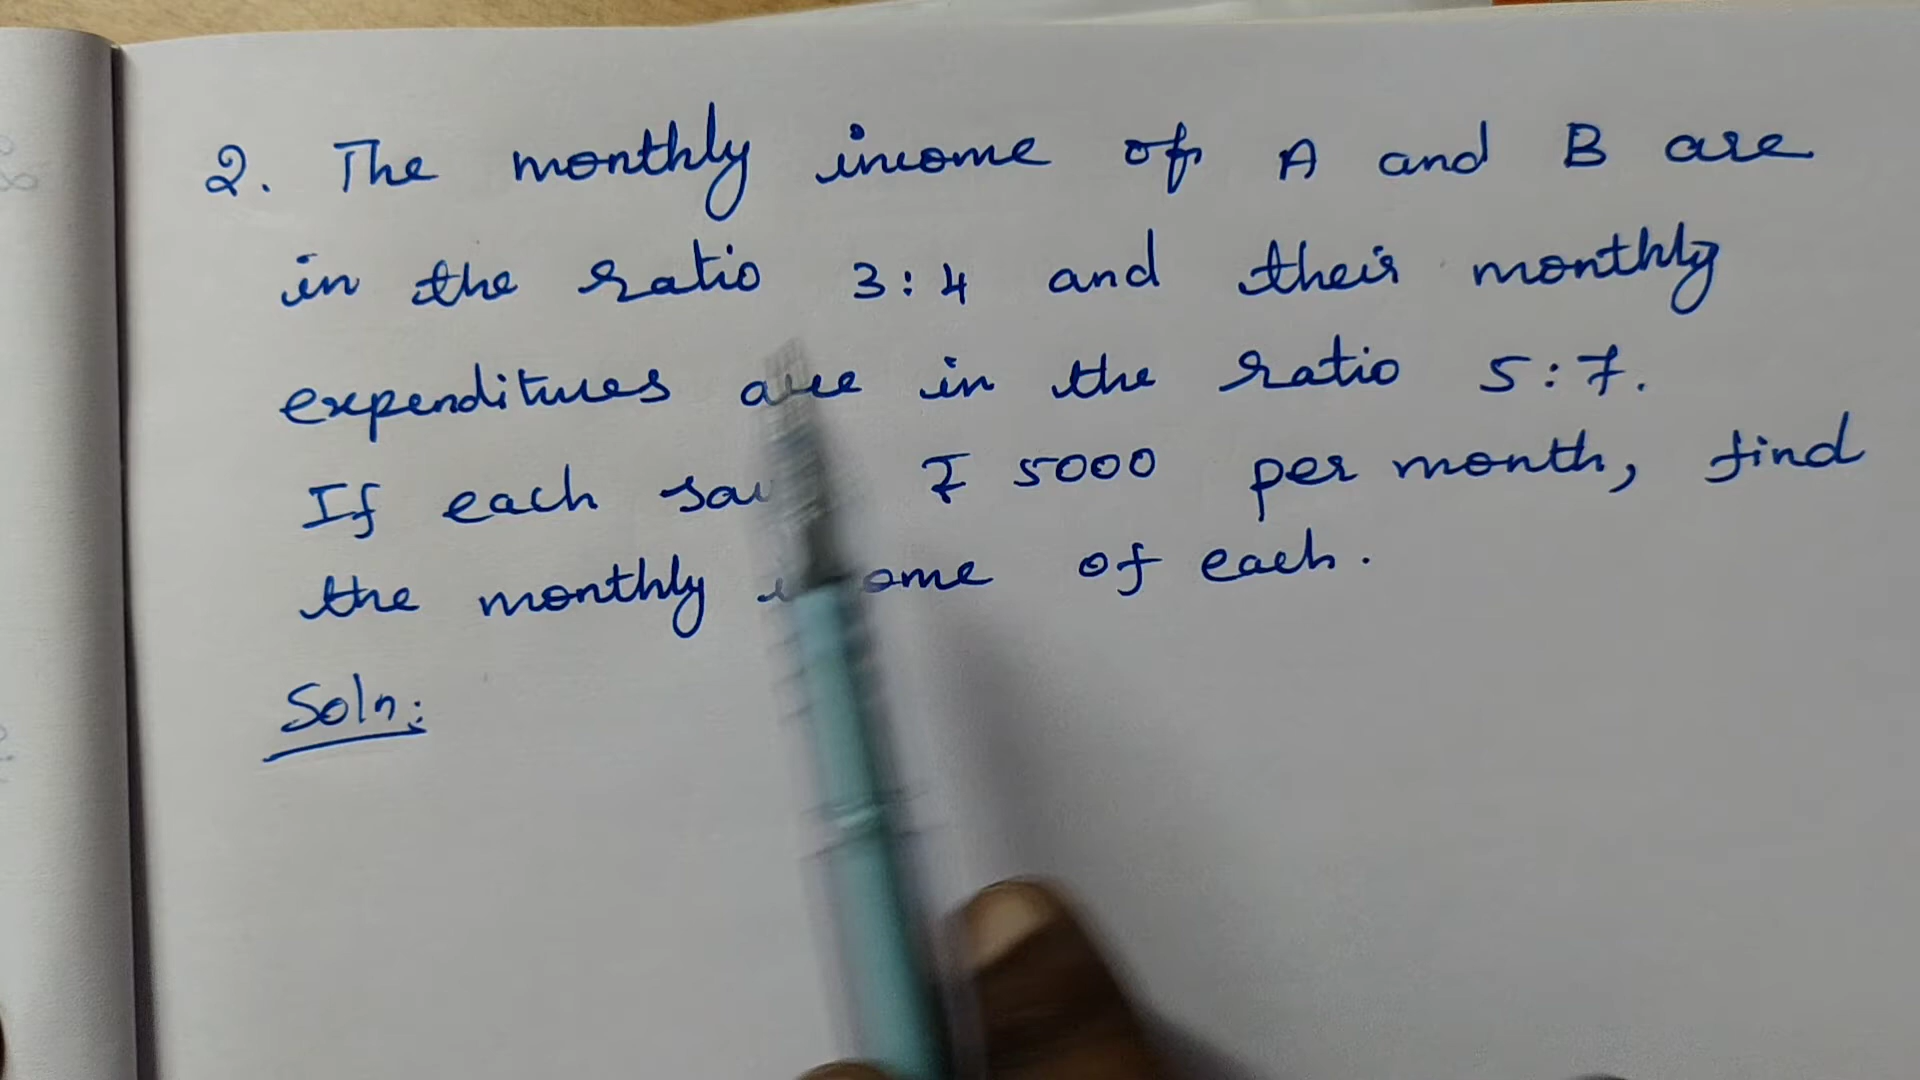 2. The monthly income of A and B are
in the ratio 3:4 and their monthly
expenditures are in the ratio 5:7.
If each ₹ 5000 per month, find
the monthly of each.
Soln: